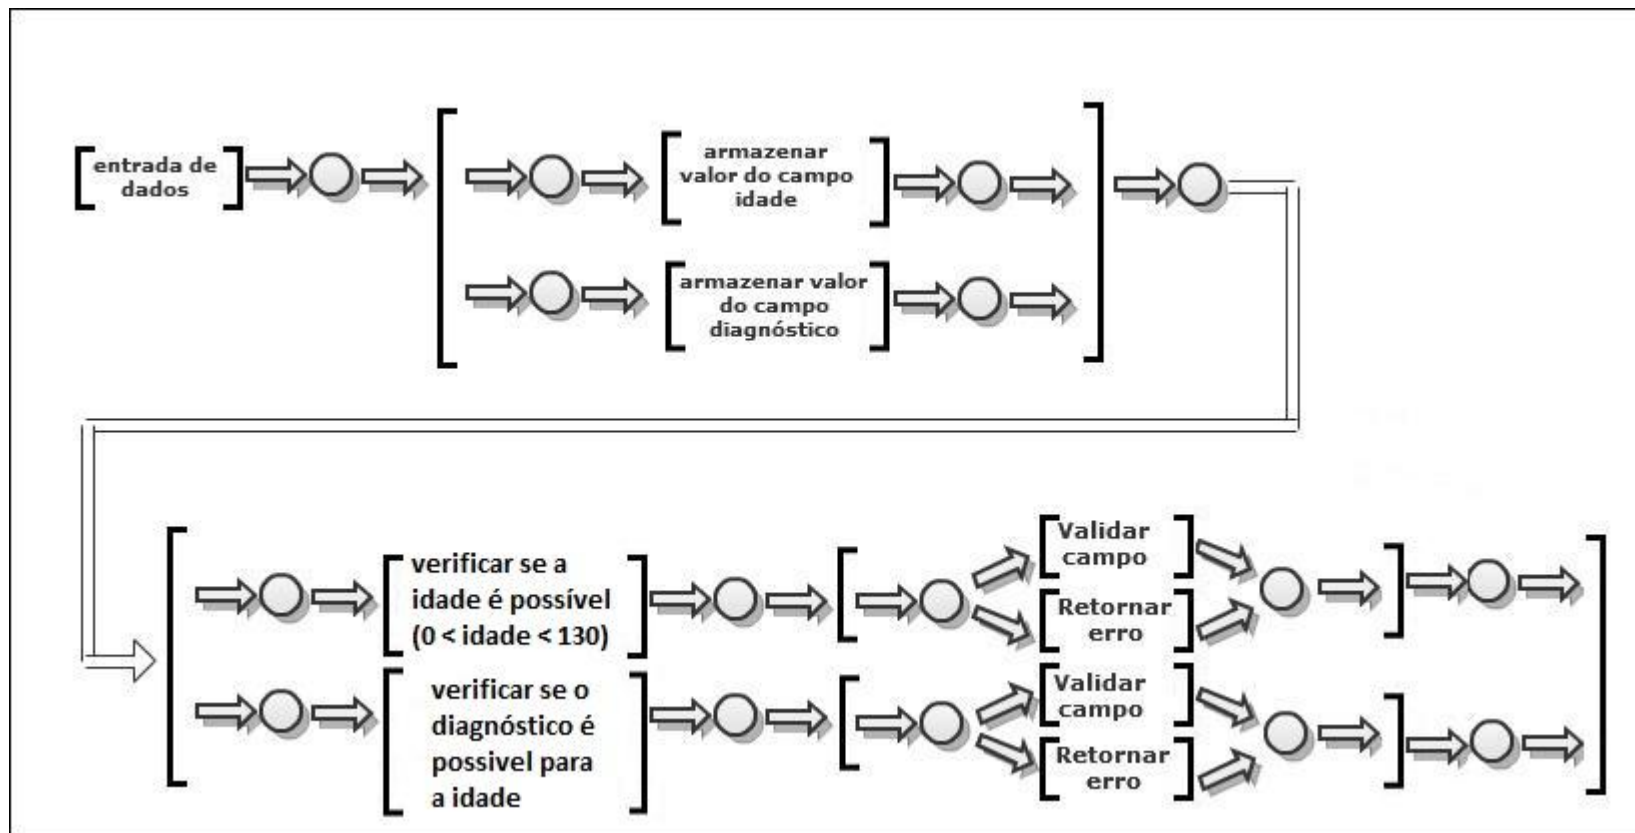 entrada de
dados
armazenar
valor do campo
idade
armazenar valor
do campo
diagnóstico
verificar se a
idade é possível
(0 < idade < 130)
Validar
campo
Retornar
erro
verificar se o
diagnóstico é
possivel para
a idade
Validar
campo
Retornar
erro